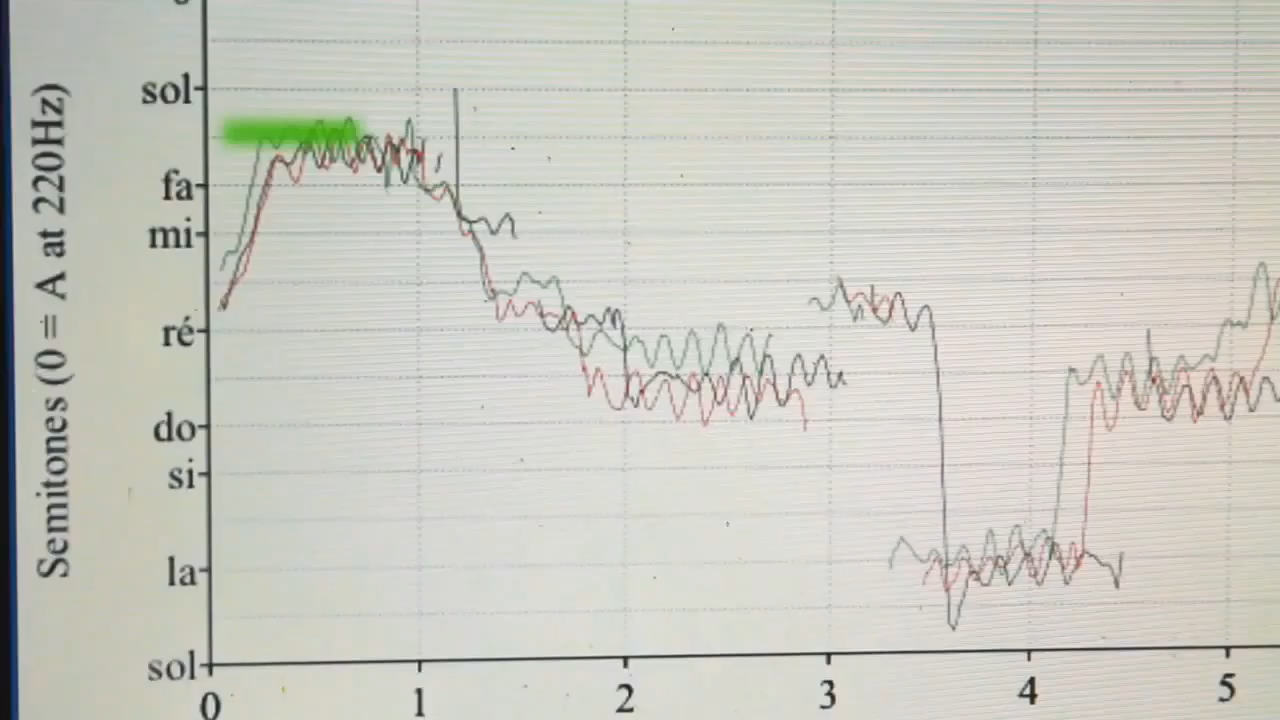 Semitones (0 = A at 220Hz)
sol
fa
mi
ré
do
si
la
sol
0 1 2 3 4 5